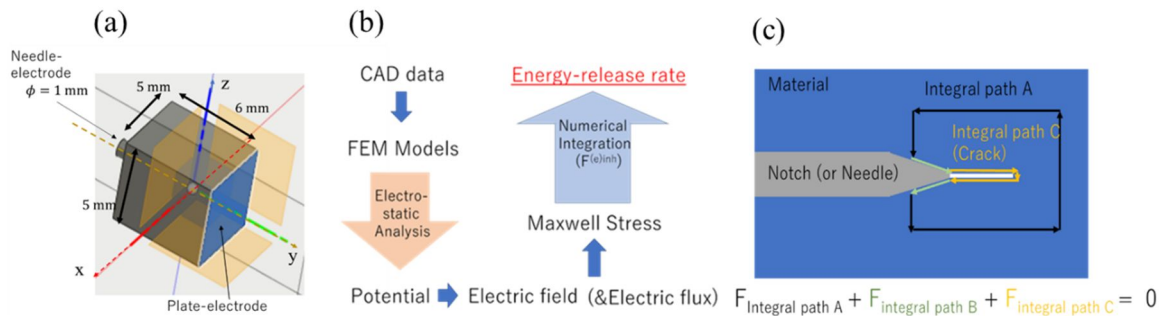 (a)
Needle-
electrode
ϕ = 1 mm
5 mm
z
6 mm
5 mm
x
y
Plate-electrode
(b)
CAD data
FEM Models
Electro-
static
Analysis
Potential
Electric field (&Electric flux)
Maxwell Stress
Numerical
Integration
(F(e)inh)
Energy-release rate
(c)
Material
Integral path A
Integral path C
(Crack)
Notch (or Needle)
FIntegral path A + Fintegral path B + FIntegral path C = 0